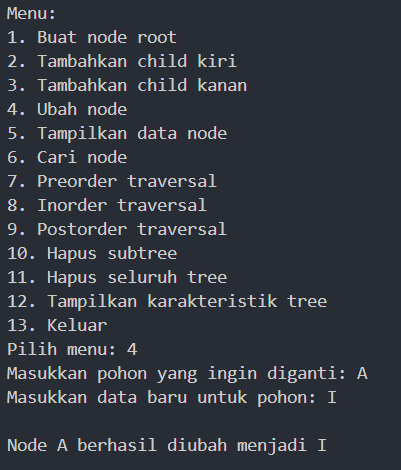 Menu:
1. Buat node root
2. Tambahkan child kiri
3. Tambahkan child kanan
4. Ubah node
5. Tampilkan data node
6. Cari node
7. Preorder traversal
8. Inorder traversal
9. Postorder traversal
10. Hapus subtree
11. Hapus seluruh tree
12. Tampilkan karakteristik tree
13. Keluar
Pilih menu: 4
Masukkan pohon yang ingin diganti: A
Masukkan data baru untuk pohon: I
Node A berhasil diubah menjadi I